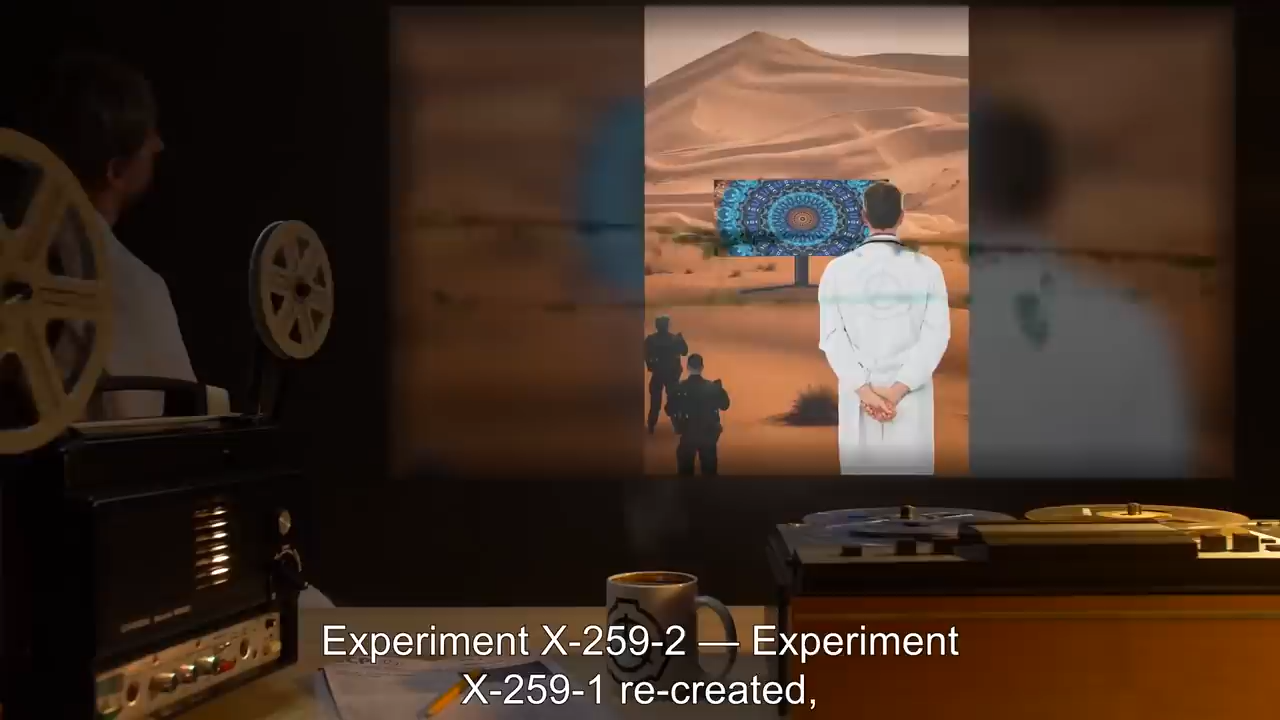 Experiment X-259-2 — Experiment
X-259-1 re-created,